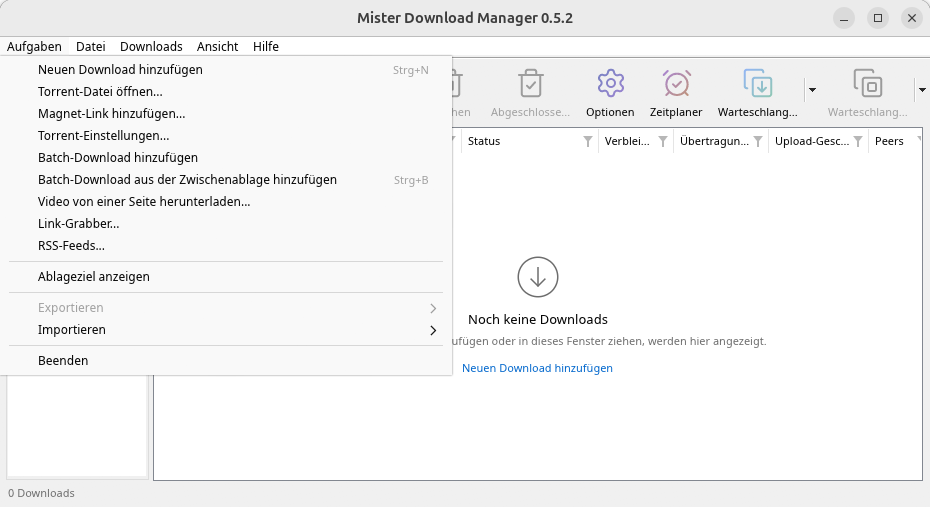 Mister Download Manager 0.5.2
Aufgaben Datei Downloads Ansicht Hilfe
Neuen Download hinzufügen Strg+N
Torrent-Datei öffnen...
Magnet-Link hinzufügen...
Torrent-Einstellungen...
Batch-Download hinzufügen
Batch-Download aus der Zwischenablage hinzufügen Strg+B
Video von einer Seite herunterladen...
Link-Grabber...
RSS-Feeds...
Ablageziel anzeigen
Exportieren
Importieren
Beenden
Abgeschlosse... Optionen Zeitplaner Warteschlang... Warteschlang...
Status Verblei... Übertragun... Upload-Gesc... Peers
Noch keine Downloads
oder in dieses Fenster ziehen, werden hier angezeigt.
Neuen Download hinzufügen
0 Downloads